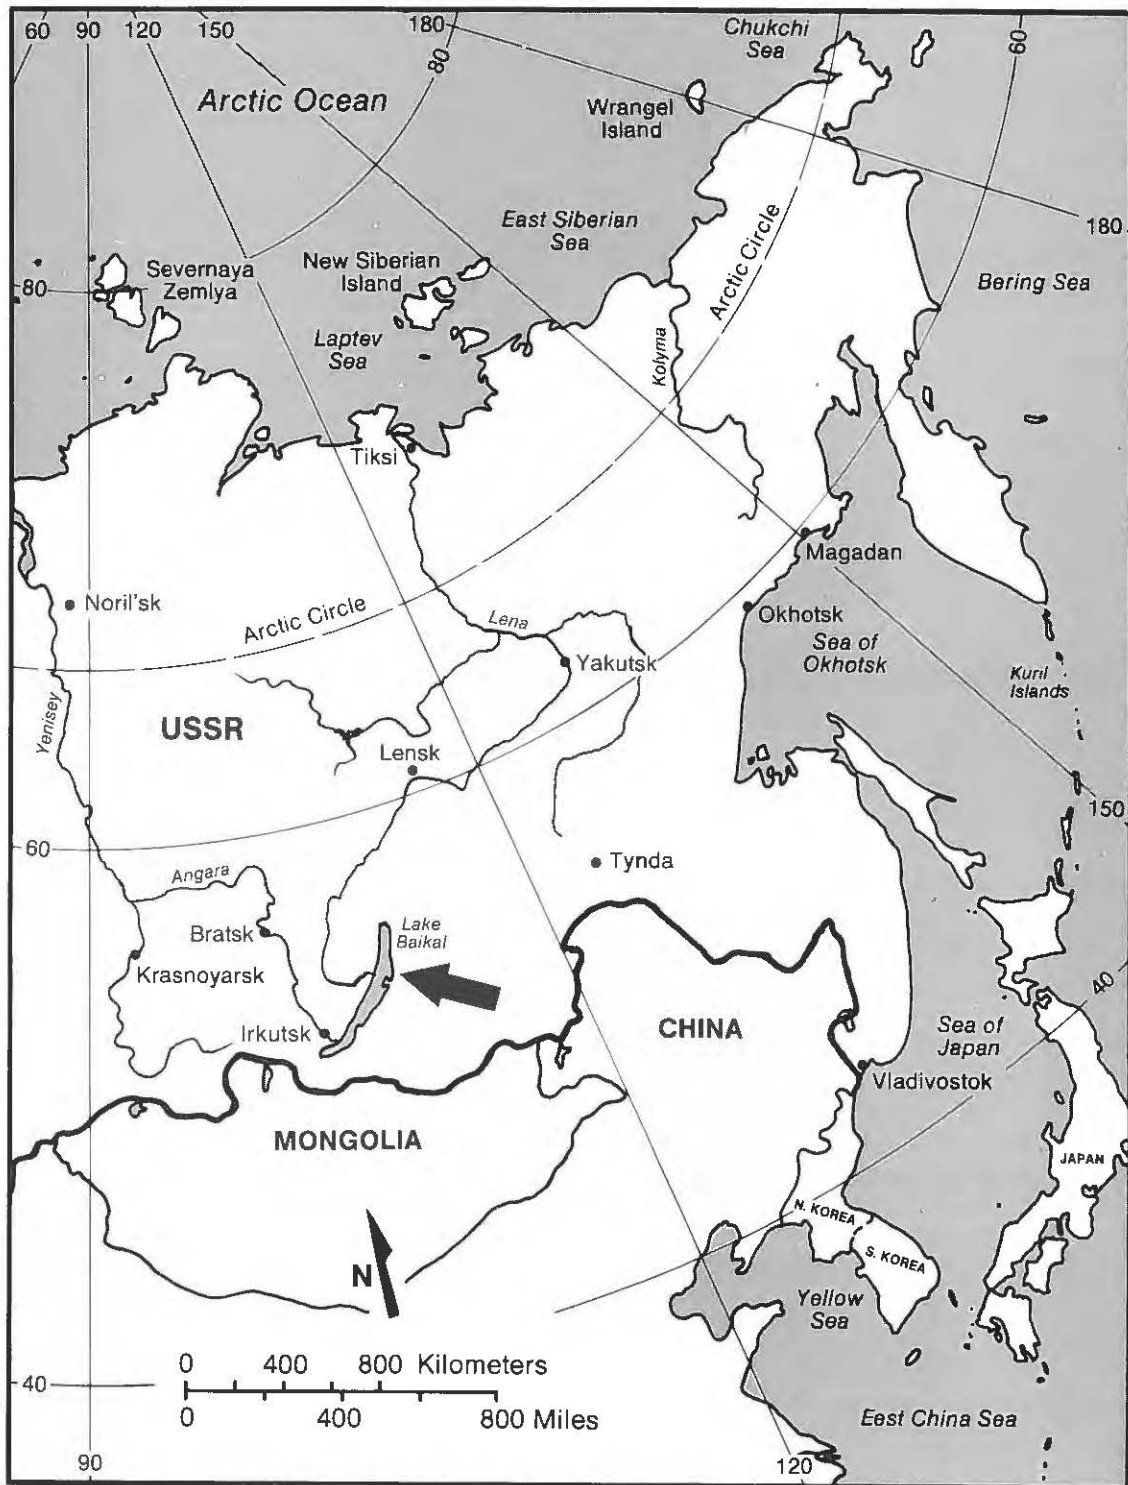 60 90 120 150
180
80
Chukchi
Sea
60
Arctic Ocean
Wrangel
Island
East Siberian
Sea
Arctic Circle
180
Bering Sea
Severnaya
Zemlya
New Siberian
Island
80
Laptev
Sea
Kolyma
Tiksi
Magadan
Noril'sk
Arctic Circle
Lena
Okhotsk
Sea of
Okhotsk
Yakutsk
Kuril
Islands
Yenisey
USSR
Lensk
150
60
Tynda
Angara
Bratsk
Lake
Baikal
Krasnoyarsk
40
Irkutsk
CHINA
Sea of
Japan
Vladivostok
MONGOLIA
JAPAN
N. KOREA
S. KOREA
N
Yellow
Sea
0 400 800 Kilometers
40
0 400 800 Miles
Eest China Sea
90
120